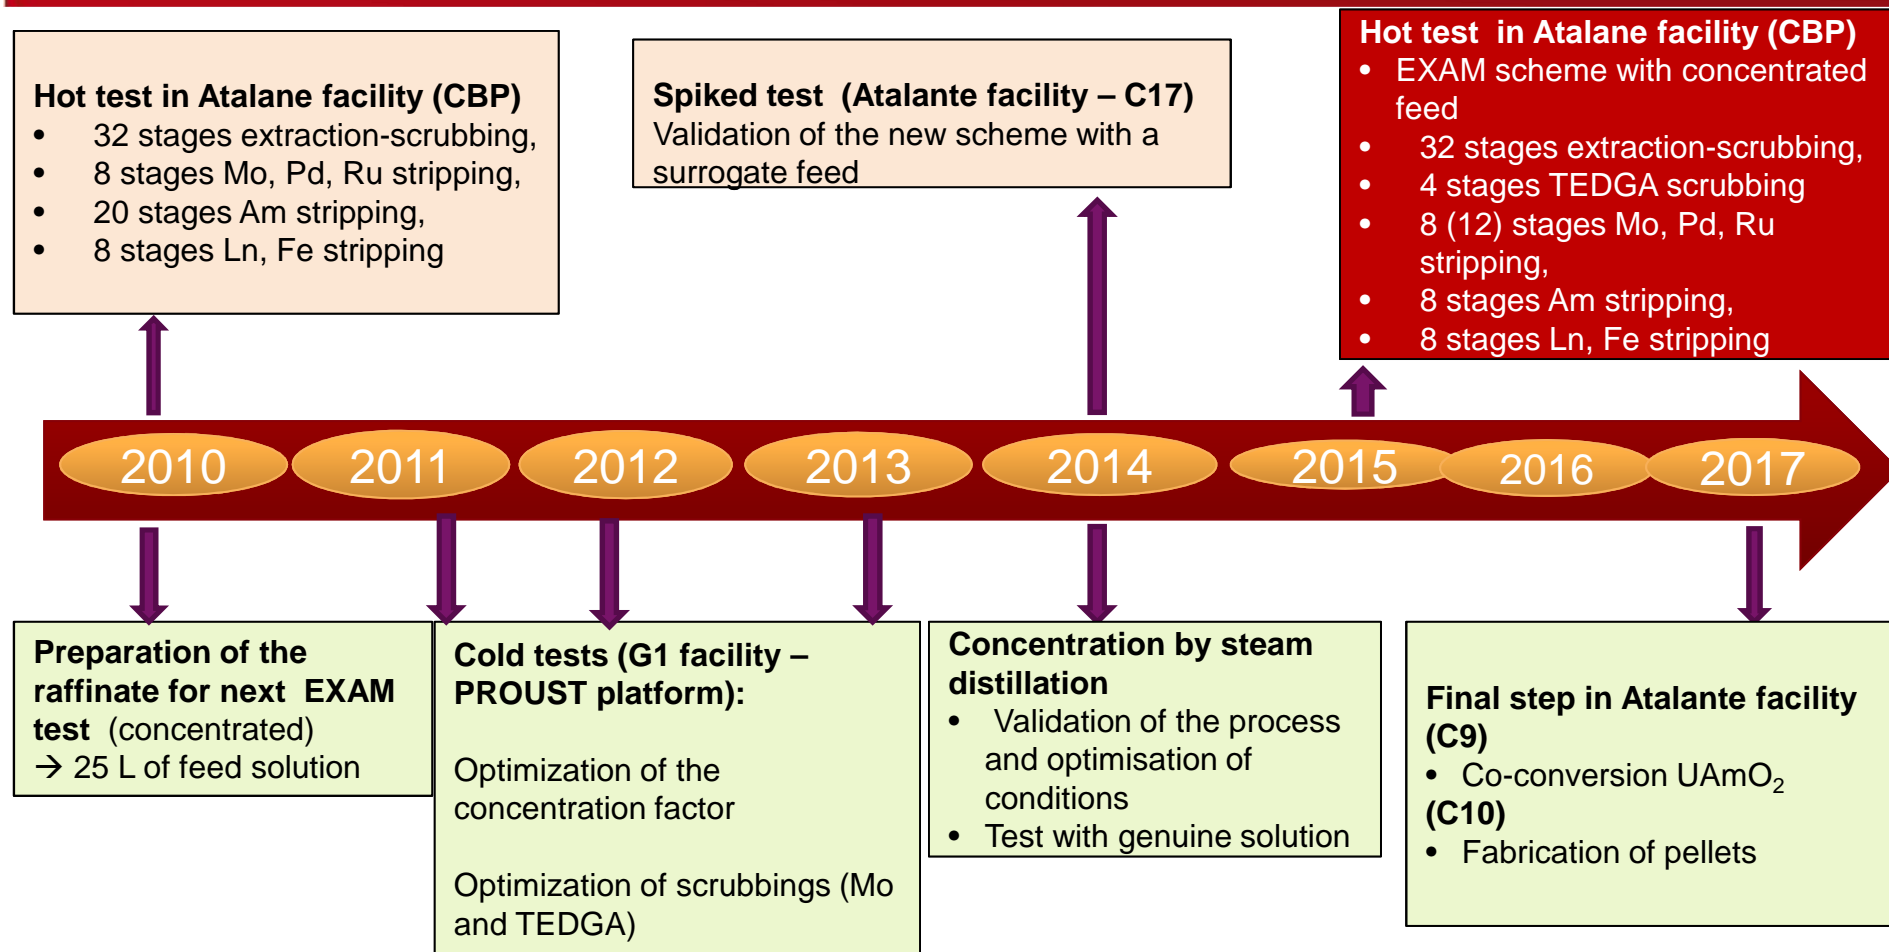 Hot test in Atalane facility (CBP)
• 32 stages extraction-scrubbing,
• 8 stages Mo, Pd, Ru stripping,
• 20 stages Am stripping,
• 8 stages Ln, Fe stripping
Spiked test (Atalante facility – C17)
Validation of the new scheme with a
surrogate feed
Hot test in Atalane facility (CBP)
• EXAM scheme with concentrated
feed
• 32 stages extraction-scrubbing,
• 4 stages TEDGA scrubbing
• 8 (12) stages Mo, Pd, Ru
stripping,
• 8 stages Am stripping,
• 8 stages Ln, Fe stripping
2010
2011
2012
2013
2014
2015
2016
2017
Preparation of the
raffinate for next EXAM
test (concentrated)
→ 25 L of feed solution
Cold tests (G1 facility –
PROUST platform):
Optimization of the
concentration factor
Optimization of scrubbings (Mo
and TEDGA)
Concentration by steam
distillation
• Validation of the process
and optimisation of
conditions
• Test with genuine solution
Final step in Atalante facility
(C9)
• Co-conversion UAmO₂
(C10)
• Fabrication of pellets